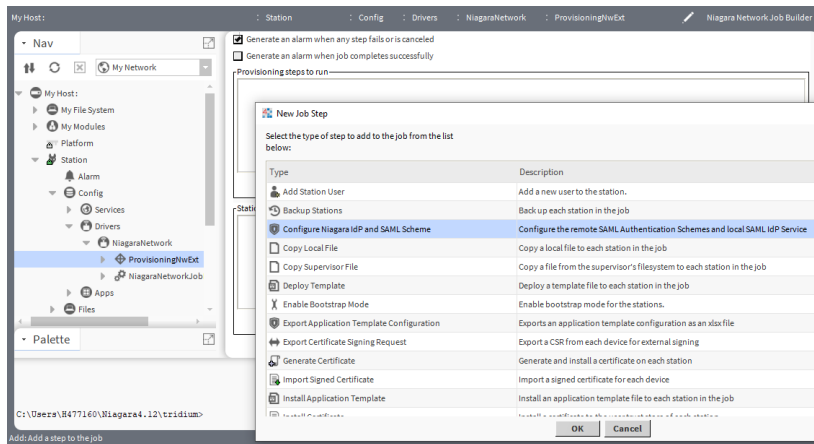 My Host :
: Station
: Config
: Drivers
: NiagaraNetwork
: ProvisioningNwExt
Niagara Network Job Builder
Nav
My Network
My Host :
My File System
My Modules
Platform
Station
Alarm
Config
Services
Drivers
NiagaraNetwork
ProvisioningNwExt
NiagaraNetworkJob
Apps
Files
Palette
C:\Users\H477160\Niagara4.12\tridium>
Add: Add a step to the job
Generate an alarm when any step fails or is canceled
Generate an alarm when job completes successfully
Provisioning steps to run
Static
New Job Step
Select the type of step to add to the job from the list
below:
Type Description
Add Station User Add a new user to the station.
Backup Stations Back up each station in the job
Configure Niagara IdP and SAML Scheme Configure the remote SAML Authentication Schemes and local SAML IdP Service
Copy Local File Copy a local file to each station in the job
Copy Supervisor File Copy a file from the supervisor's filesystem to each station in the job
Deploy Template Deploy a template file to each station in the job
Enable Bootstrap Mode Enable bootstrap mode for the stations.
Export Application Template Configuration Exports an application template configuration as an xlsx file
Export Certificate Signing Request Export a CSR from each device for external signing
Generate Certificate Generate and install a certificate on each station
Import Signed Certificate Import a signed certificate for each device
Install Application Template Install an application template file to each station in the job
OK Cancel